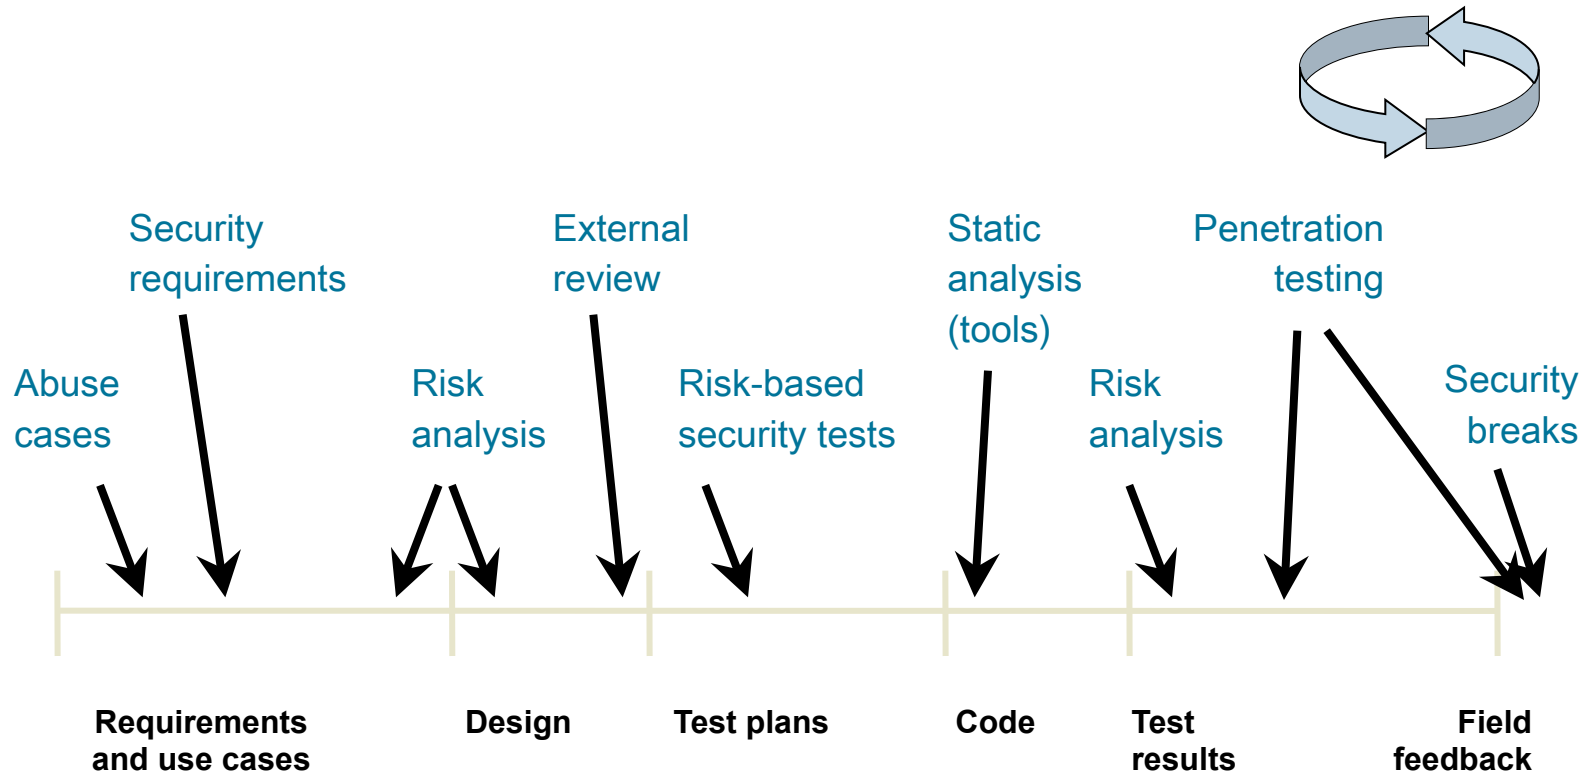 Security
requirements
External
review
Static
analysis
(tools)
Penetration
testing
Abuse
cases
Risk
analysis
Risk-based
security tests
Risk
analysis
Security
breaks
Requirements
and use cases
Design
Test plans
Code
Test
results
Field
feedback